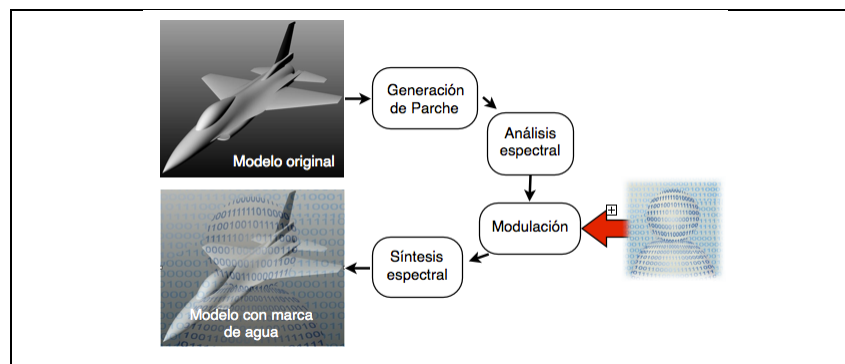 Generación
de Parche
Modelo original
Análisis
espectral
Modulación
Síntesis
espectral
Modelo con marca
de agua